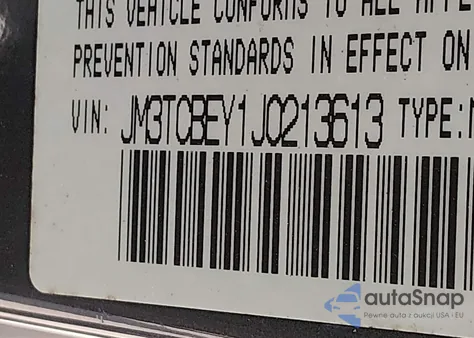 THIS VEHICLE CONFORMS TO ALL
PREVENTION STANDARDS IN EFFECT ON
VIN: JM3TCBEY1J0213613 TYPE:
autoSnap
Pewne auta z aukcji USA i EU